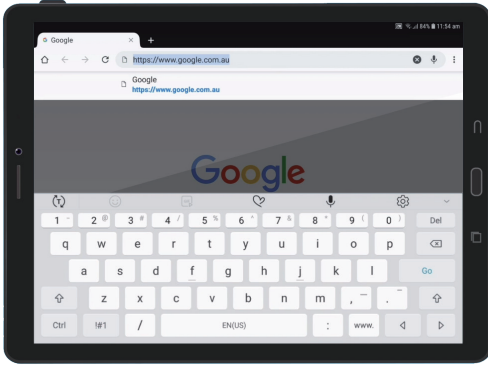 84% 11:54 am
G Google
https://www.google.com.au
Google
https://www.google.com.au
Google
1 2 @ 3 # 4 / 5 % 6 ^ 7 & 8 * 9 ( 0 ) Del
q w e r t y u i o p
a s d f g h j k l Go
z x c v b n m , .
Ctrl !#1 / EN(US) : www.